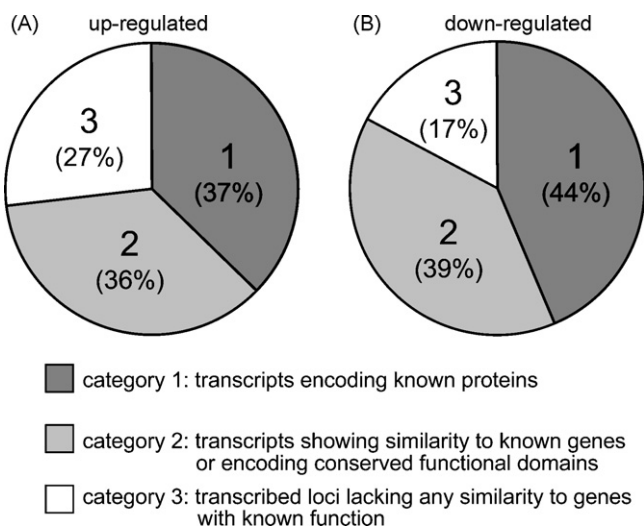 (A) up-regulated
(B) down-regulated
3
(27%)
1
(37%)
2
(36%)
3
(17%)
1
(44%)
2
(39%)
category 1: transcripts encoding known proteins
category 2: transcripts showing similarity to known genes
or encoding conserved functional domains
category 3: transcribed loci lacking any similarity to genes
with known function